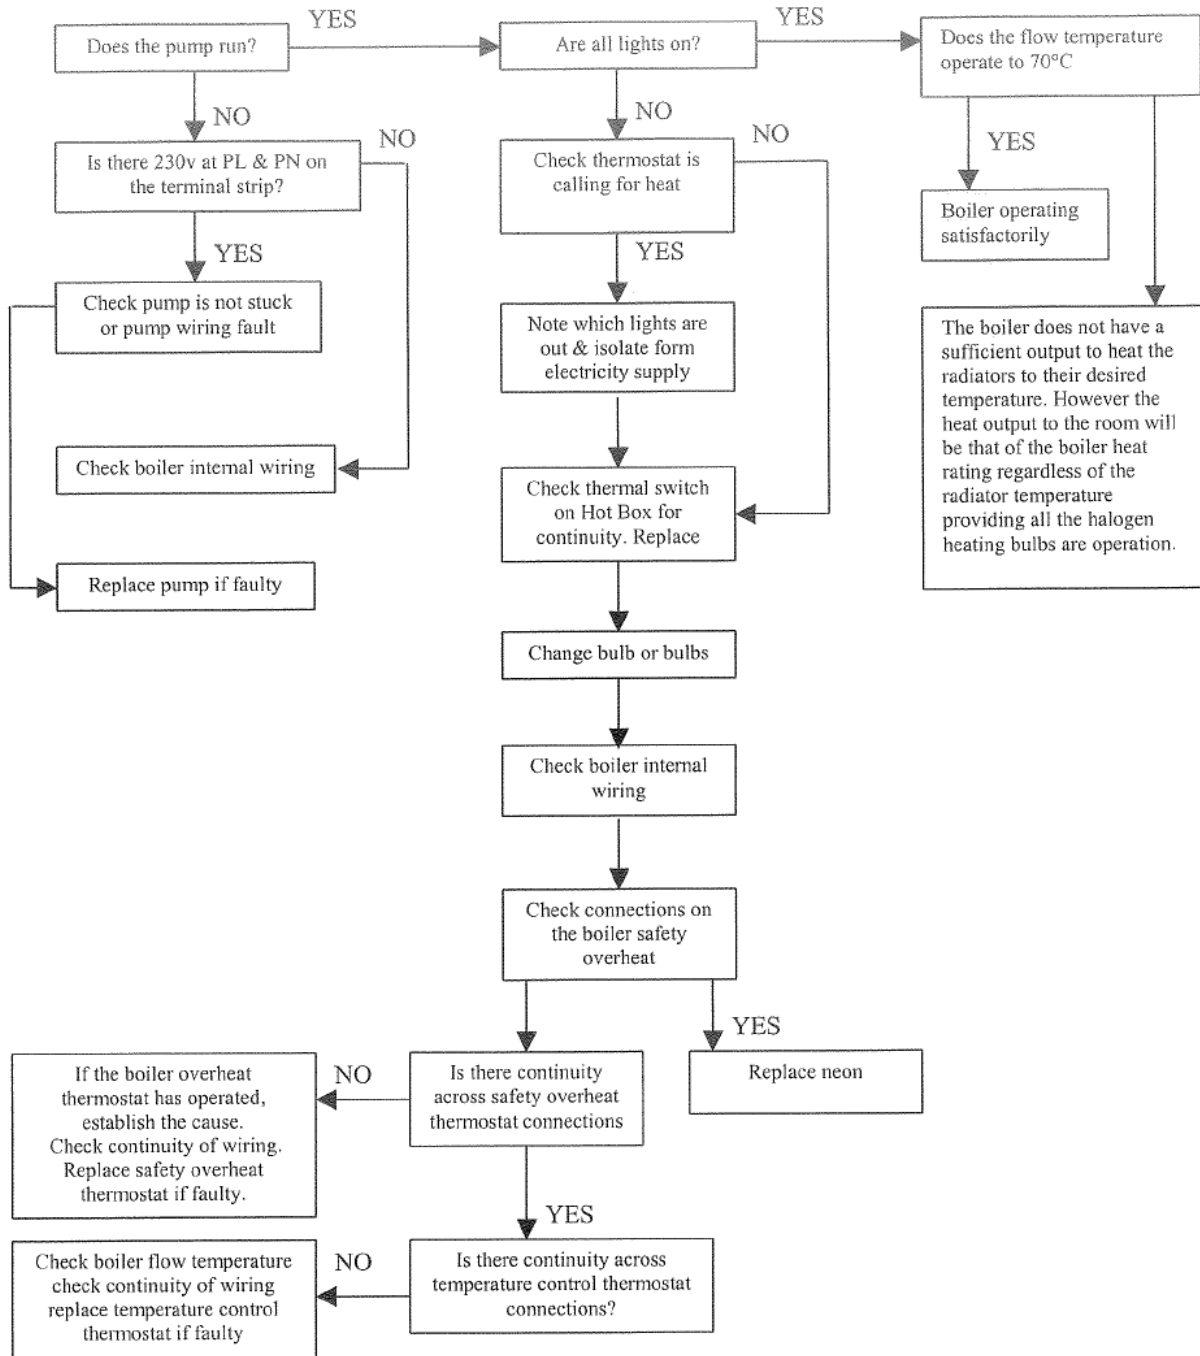 Does the pump run?
YES
Are all lights on?
YES
Does the flow temperature
operate to 70°C
NO
NO
NO
NO
YES
Is there 230v at PL & PN on
the terminal strip?
Check thermostat is
calling for heat
Boiler operating
satisfactorily
YES
YES
Check pump is not stuck
or pump wiring fault
Note which lights are
out & isolate form
electricity supply
The boiler does not have a
sufficient output to heat the
radiators to their desired
temperature. However the
heat output to the room will
be that of the boiler heat
rating regardless of the
radiator temperature
providing all the halogen
heating bulbs are operation.
Check boiler internal wiring
Check thermal switch
on Hot Box for
continuity. Replace
Replace pump if faulty
Change bulb or bulbs
Check boiler internal
wiring
Check connections on
the boiler safety
overheat
YES
If the boiler overheat
thermostat has operated,
establish the cause.
Check continuity of wiring.
Replace safety overheat
thermostat if faulty.
NO
Is there continuity
across safety overheat
thermostat connections
Replace neon
YES
Check boiler flow temperature
check continuity of wiring
replace temperature control
thermostat if faulty
NO
Is there continuity across
temperature control thermostat
connections?